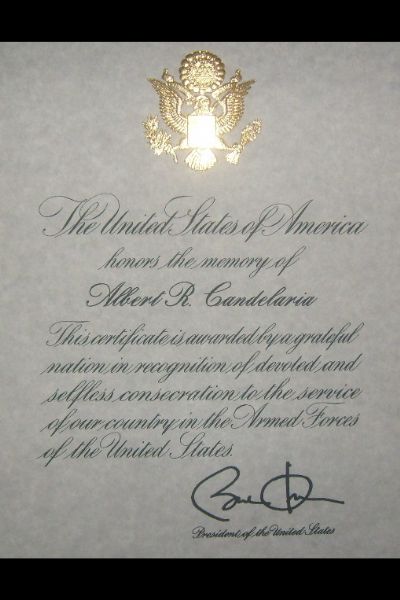 The United States of America
honors the memory of
Albert R. Candelaria
This certificate is awarded by a grateful
nation in recognition of devoted and
selfless consecration to the service
of our country in the Armed Forces
of the United States.
President of the United States